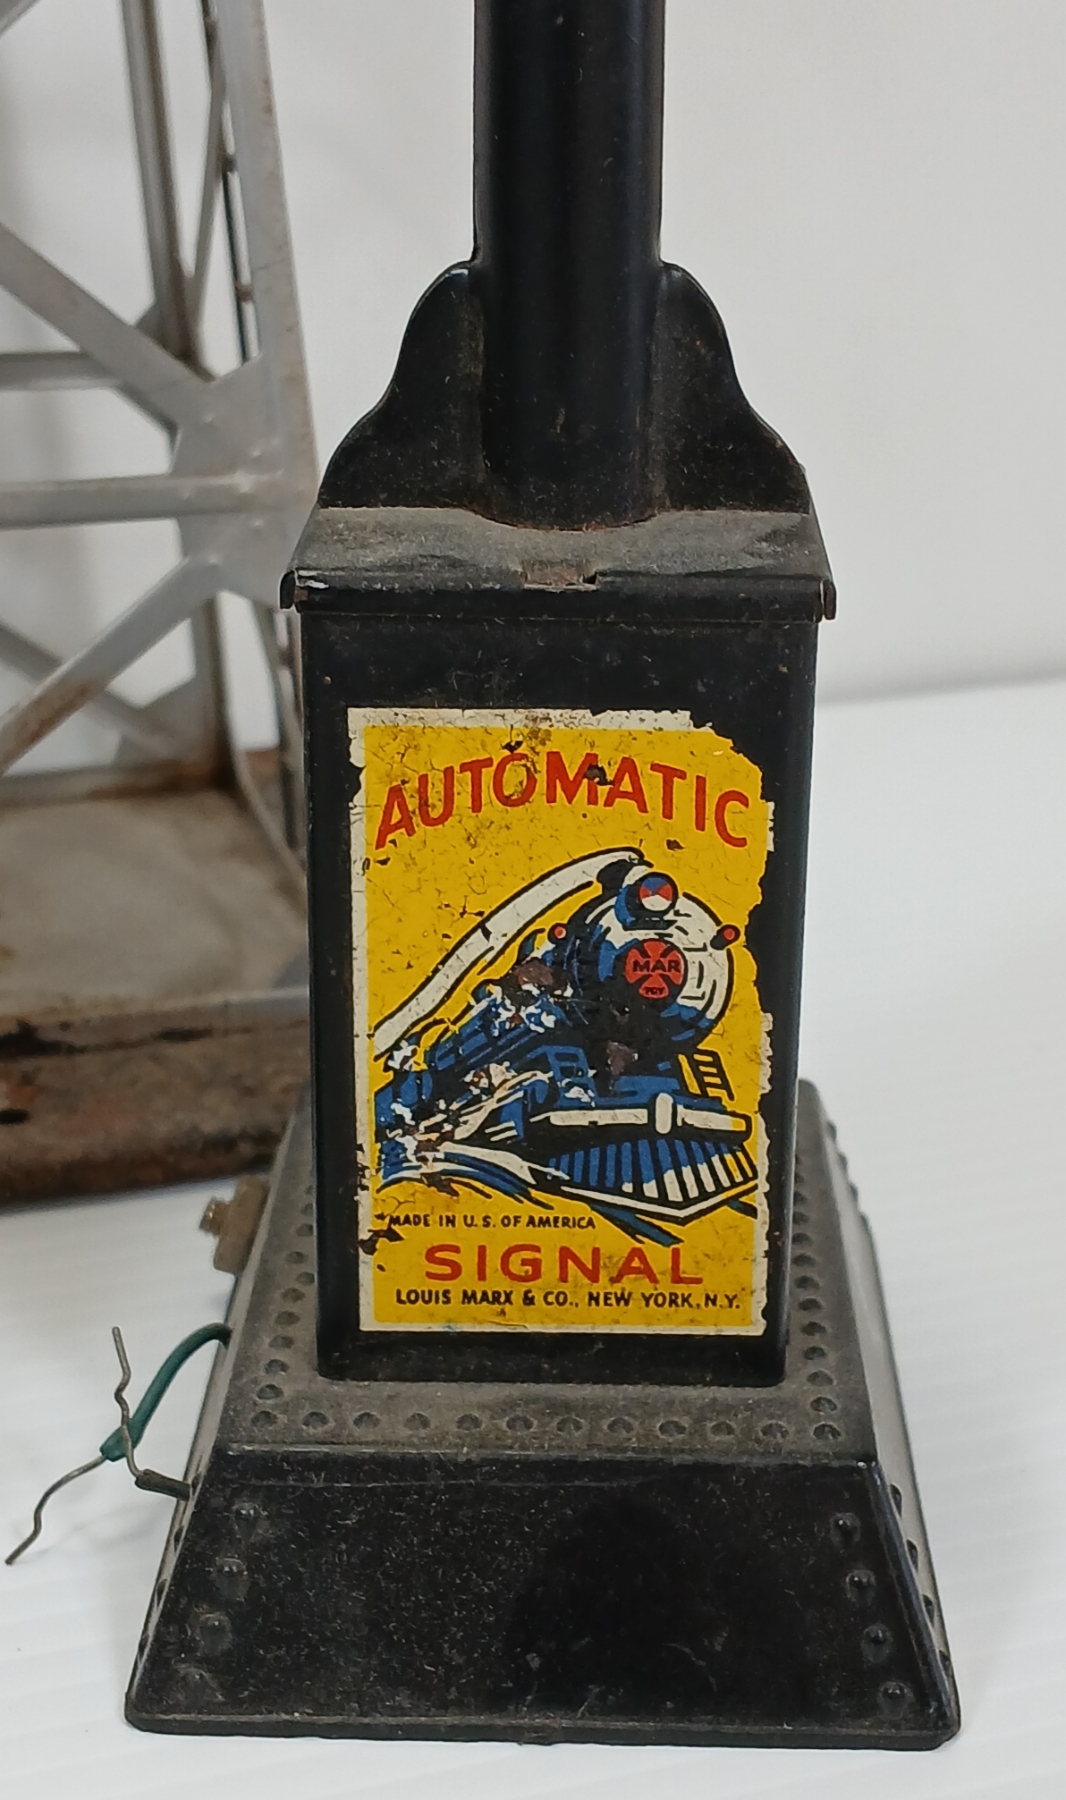 AUTOMATIC
MAR
TOY
MADE IN U.S. OF AMERICA
SIGNAL
LOUIS MARX & CO., NEW YORK, N.Y.